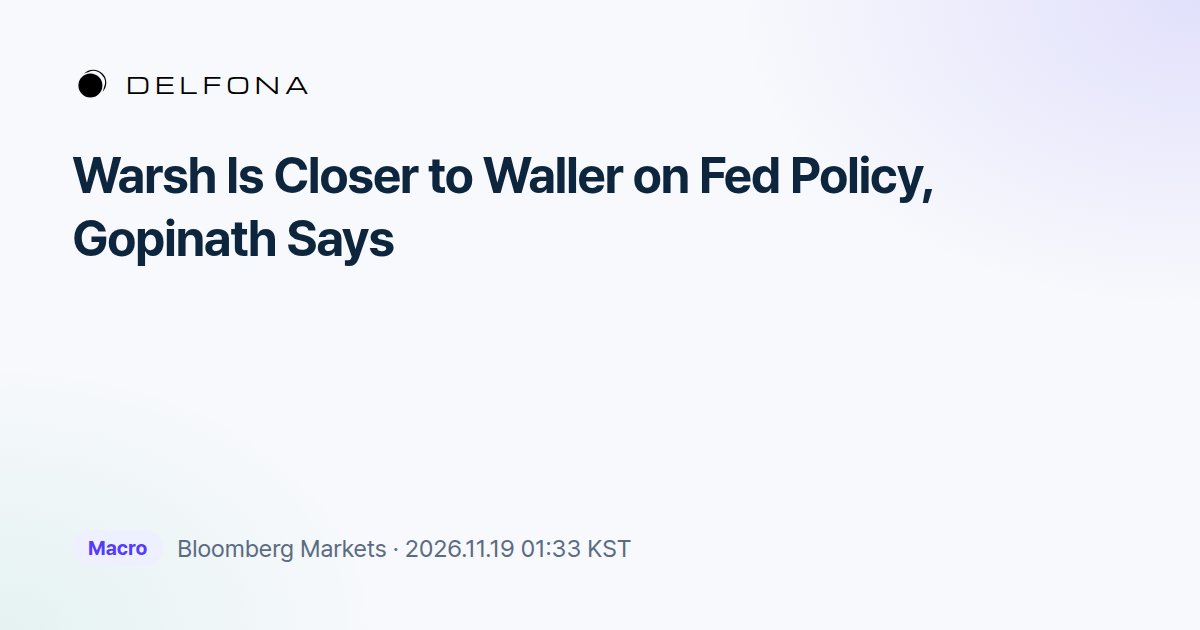 DELFONA
Warsh Is Closer to Waller on Fed Policy,
Gopinath Says
Macro Bloomberg Markets · 2026.11.19 01:33 KST